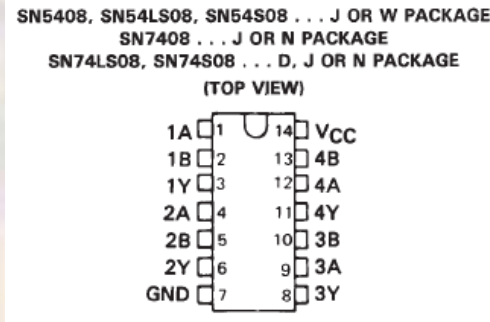 SN5408, SN54LS08, SN54S08 . . . J OR W PACKAGE
SN7408 . . . J OR N PACKAGE
SN74LS08, SN74S08 . . . D, J OR N PACKAGE
(TOP VIEW)
1A 1 14 VCC
1B 2 13 4B
1Y 3 12 4A
2A 4 11 4Y
2B 5 10 3B
2Y 6 9 3A
GND 7 8 3Y